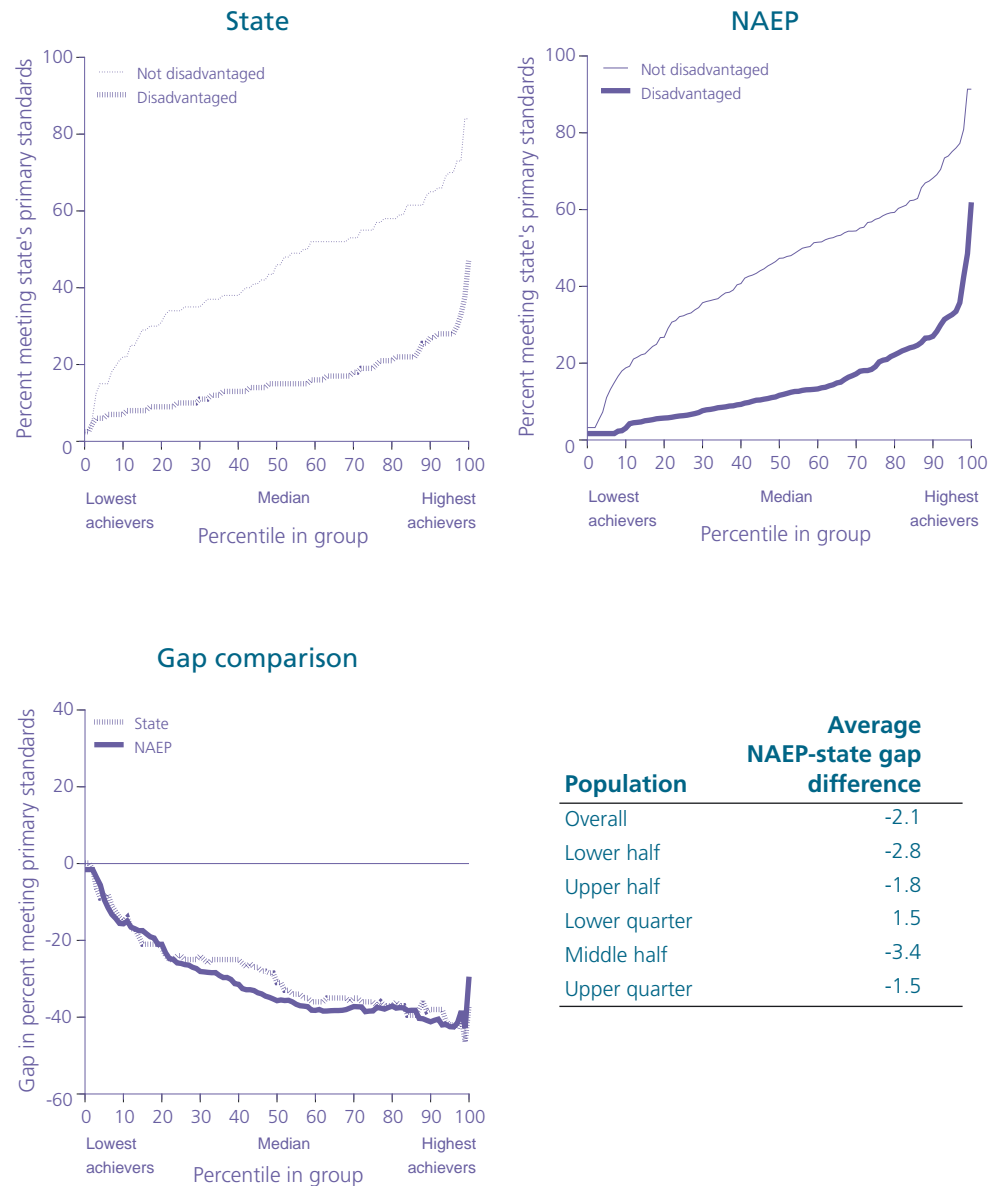 State
Percent meeting state's primary standards
100
80
60
40
20
0
Not disadvantaged
Disadvantaged
0 10 20 30 40 50 60 70 80 90 100
Lowest achievers
Median
Highest achievers
Percentile in group
NAEP
Percent meeting state's primary standards
100
80
60
40
20
0
Not disadvantaged
Disadvantaged
0 10 20 30 40 50 60 70 80 90 100
Lowest achievers
Median
Highest achievers
Percentile in group
Gap comparison
Gap in percent meeting primary standards
40
20
0
-20
-40
-60
State
NAEP
0 10 20 30 40 50 60 70 80 90 100
Lowest achievers
Median
Highest achievers
Percentile in group
Average
NAEP-state gap
Population difference
Overall -2.1
Lower half -2.8
Upper half -1.8
Lower quarter 1.5
Middle half -3.4
Upper quarter -1.5